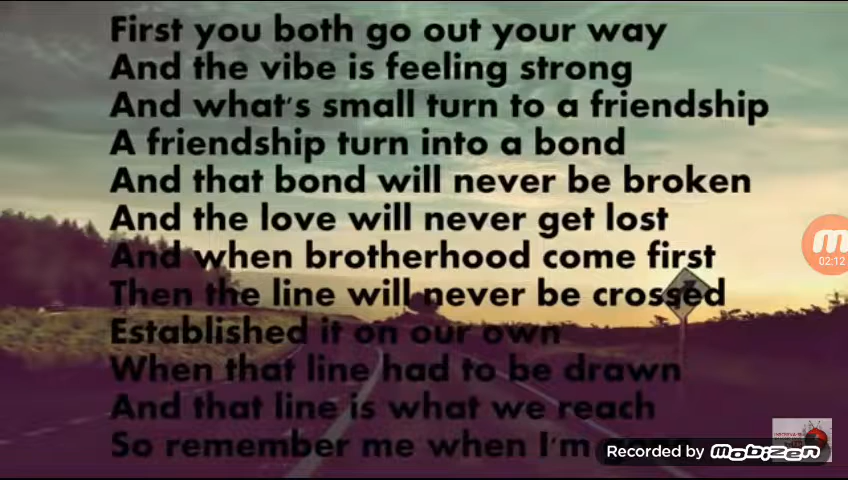 First you both go out your way
And the vibe is feeling strong
And what's small turn to a friendship
A friendship turn into a bond
And that bond will never be broken
And the love will never get lost
And when brotherhood come first
Then the line will never be crossed
Established it on our own
When that line had to be drawn
And that line is what we reach
So remember me when I'm
02:12
Recorded by Mobizen